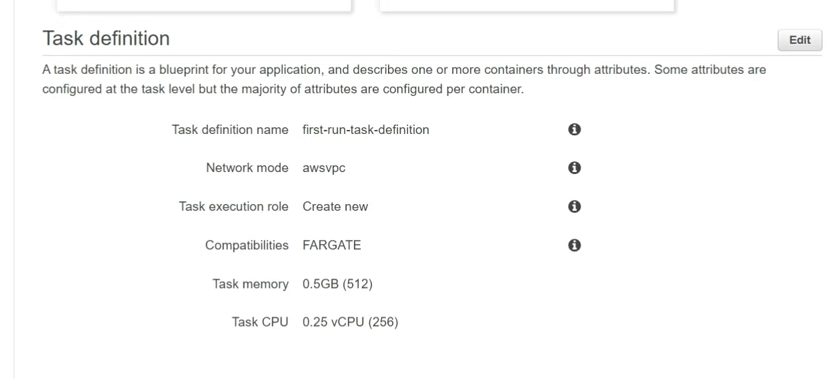 Task definition
Edit
A task definition is a blueprint for your application, and describes one or more containers through attributes. Some attributes are
configured at the task level but the majority of attributes are configured per container.
Task definition name first-run-task-definition
Network mode awsvpc
Task execution role Create new
Compatibilities FARGATE
Task memory 0.5GB (512)
Task CPU 0.25 vCPU (256)